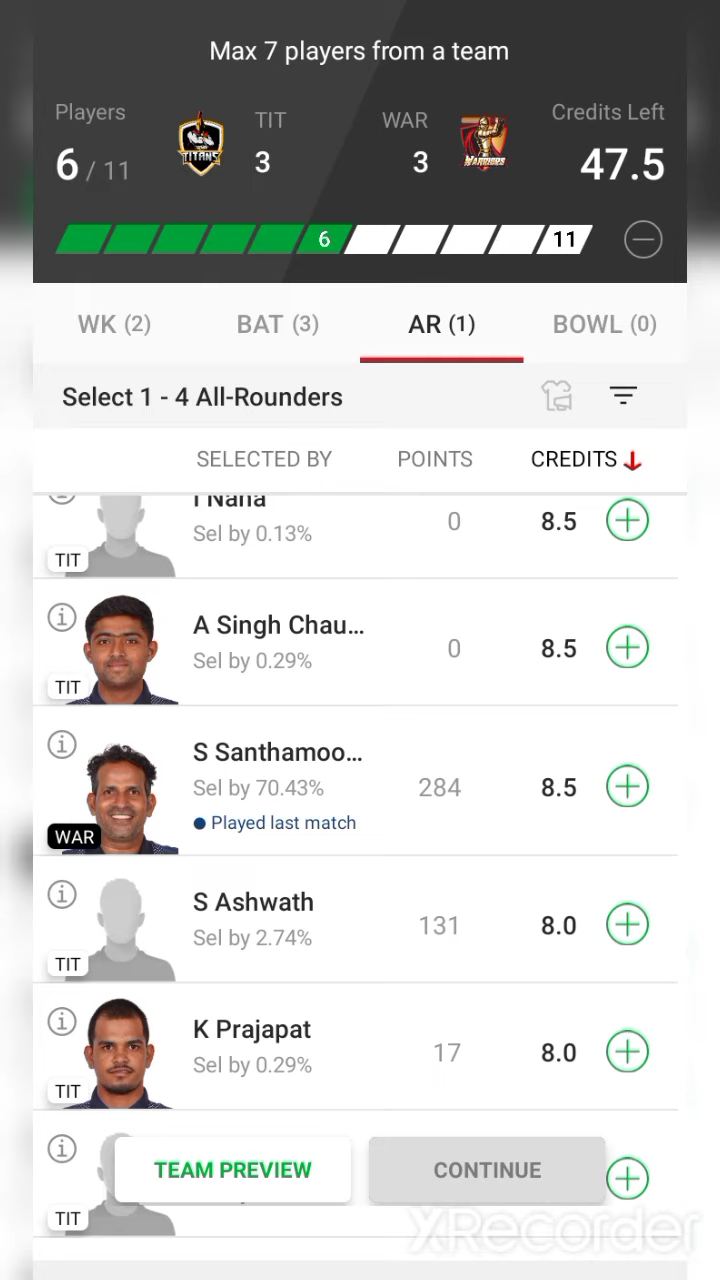 Max 7 players from a team
Players TIT WAR Credits Left
6 / 11 TITANS 3 3 WARRIORS 47.5
6 11
WK (2) BAT (3) AR (1) BOWL (0)
Select 1 - 4 All-Rounders
SELECTED BY POINTS CREDITS
I Nana
Sel by 0.13% 0 8.5
TIT
A Singh Chau...
Sel by 0.29% 0 8.5
TIT
S Santhamoo...
Sel by 70.43% 284 8.5
Played last match
WAR
S Ashwath
Sel by 2.74% 131 8.0
TIT
K Prajapat
Sel by 0.29% 17 8.0
TIT
TEAM PREVIEW CONTINUE
TIT
XRecorder